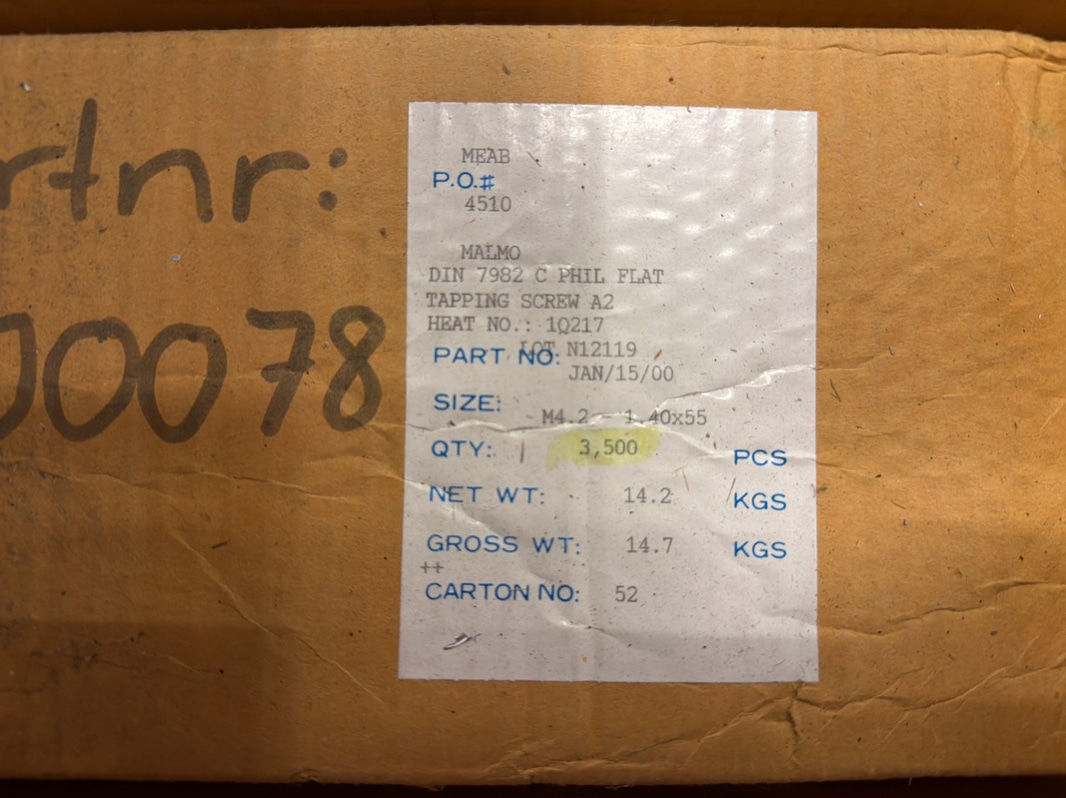 rtnr:
0078
MEAB
P.O.#
4510
MALMO
DIN 7982 C PHIL FLAT
TAPPING SCREW A2
HEAT NO.: 1Q217
LOT N12119
PART NO:
JAN/15/00
SIZE: M4.2 - 1.40x55
QTY: 3,500 PCS
NET WT: 14.2 KGS
GROSS WT: 14.7 KGS
++
CARTON NO: 52